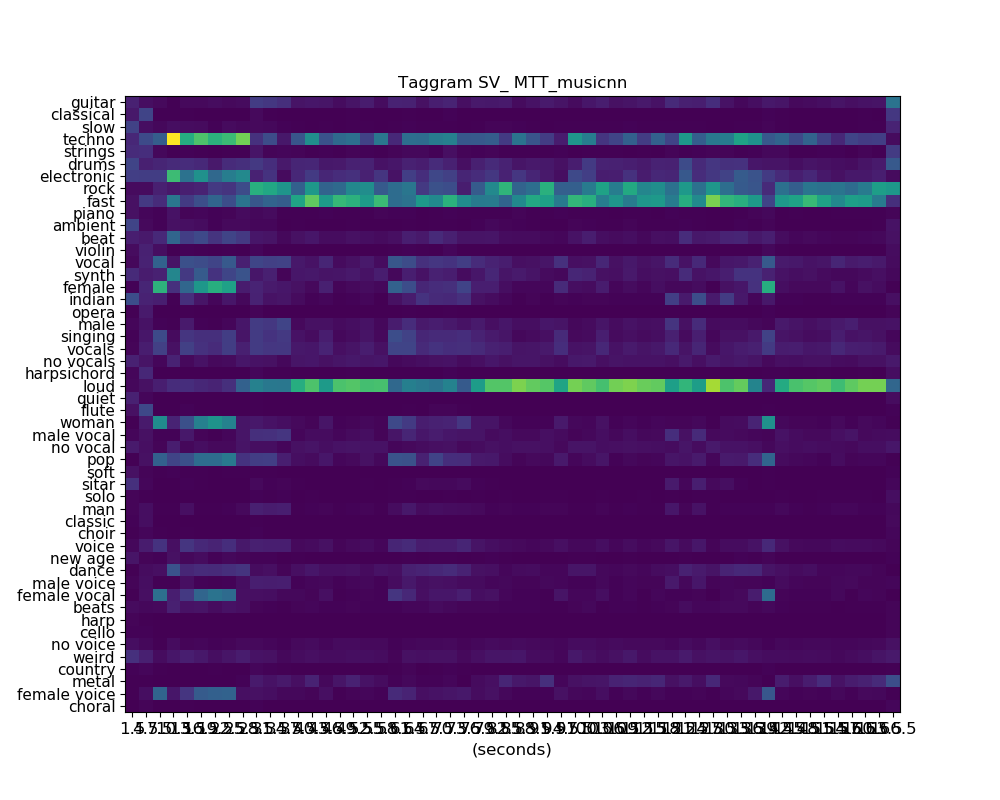 Taggram SV_ MTT_musicnn
guitar
classical
slow
techno
strings
drums
electronic
rock
fast
piano
ambient
beat
violin
vocal
synth
female
indian
opera
male
singing
vocals
no vocals
harpsichord
loud
quiet
flute
woman
male vocal
no vocal
pop
soft
sitar
solo
man
classic
choir
voice
new age
dance
male voice
female vocal
beats
harp
cello
no voice
weird
country
metal
female voice
choral
(seconds)